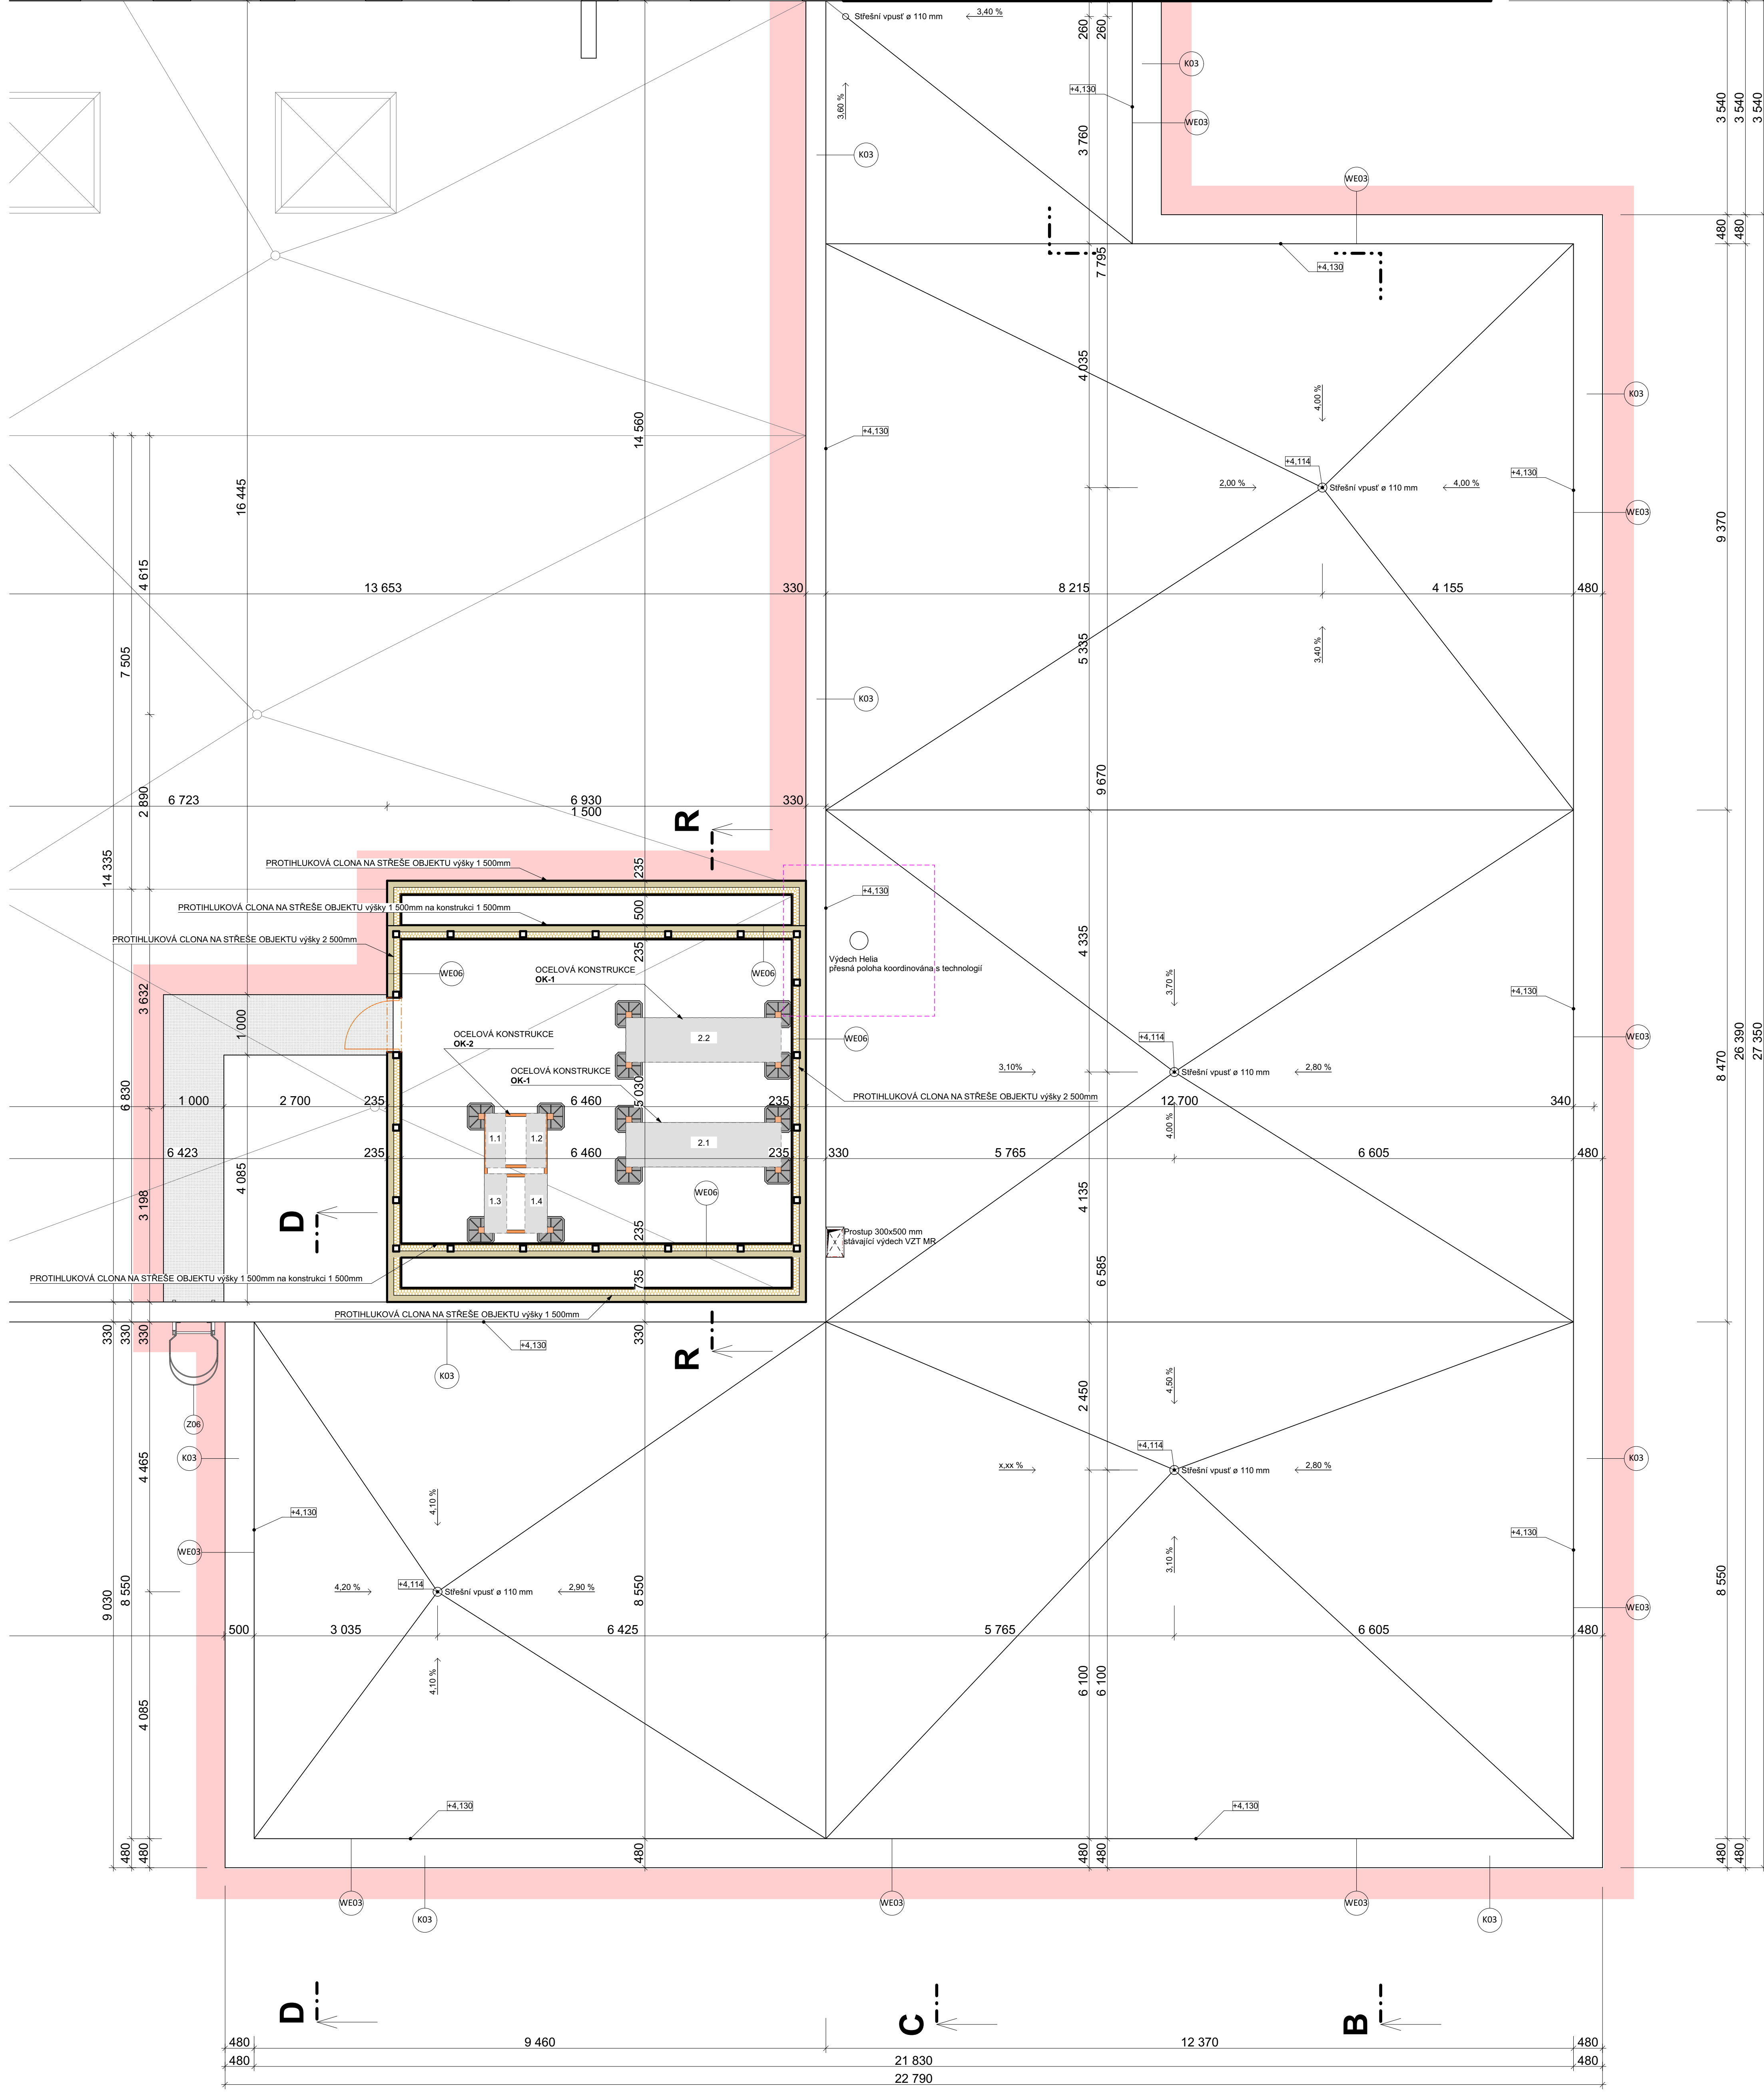 Střešní vpusť ø 110 mm
3,40 %
260
260
K03
+4,130
3,60 %
WE03
3 540
3 540
3 540
3 760
K03
WE03
480
480
7 795
+4,130
4 035
4,00 %
K03
14 560
+4,130
+4,114
+4,130
16 445
2,00 %
Střešní vpusť ø 110 mm
4,00 %
WE03
9 370
4 615
13 653
330
8 215
4 155
480
7 505
5 335
3,40 %
K03
9 670
2 890
6 723
6 930
1 500
330
R
14 335
PROTIHLUKOVÁ CLONA NA STŘEŠE OBJEKTU výšky 1 500mm
235
+4,130
PROTIHLUKOVÁ CLONA NA STŘEŠE OBJEKTU výšky 1 500mm na konstrukci 1 500mm
500
PROTIHLUKOVÁ CLONA NA STŘEŠE OBJEKTU výšky 2 500mm
235
4 335
Výdech Helia
přesná poloha koordinována s technologií
WE06
OCELOVÁ KONSTRUKCE
OK-1
WE06
3 632
3,70 %
+4,130
1 000
OCELOVÁ KONSTRUKCE
OK-2
2.2
WE06
+4,114
WE03
8 470
26 390
27 350
OCELOVÁ KONSTRUKCE
OK-1
3,10%
Střešní vpusť ø 110 mm
2,80 %
6 830
5 030
PROTIHLUKOVÁ CLONA NA STŘEŠE OBJEKTU výšky 2 500mm
1 000
2 700
235
6 460
235
12 700
340
4,00 %
1.1
1.2
2.1
6 423
235
6 460
235
330
5 765
6 605
480
4 085
3 198
1.3
1.4
WE06
4 135
D
235
Prostup 300x500 mm
stávající výdech VZT MR
x
6 585
PROTIHLUKOVÁ CLONA NA STŘEŠE OBJEKTU výšky 1 500mm na konstrukci 1 500mm
735
PROTIHLUKOVÁ CLONA NA STŘEŠE OBJEKTU výšky 1 500mm
330
330
330
330
+4,130
R
K03
4,50 %
2 450
Z06
K03
+4,114
K03
4 465
x,xx %
Střešní vpusť ø 110 mm
2,80 %
4,10 %
+4,130
+4,130
WE03
3,10 %
9 030
8 550
4,20 %
+4,114
Střešní vpusť ø 110 mm
2,90 %
8 550
WE03
8 550
500
3 035
6 425
5 765
6 605
480
4,10 %
6 100
6 100
4 085
+4,130
+4,130
480
480
480
480
480
480
480
WE03
K03
WE03
WE03
K03
D
C
B
480
9 460
12 370
480
480
21 830
480
22 790